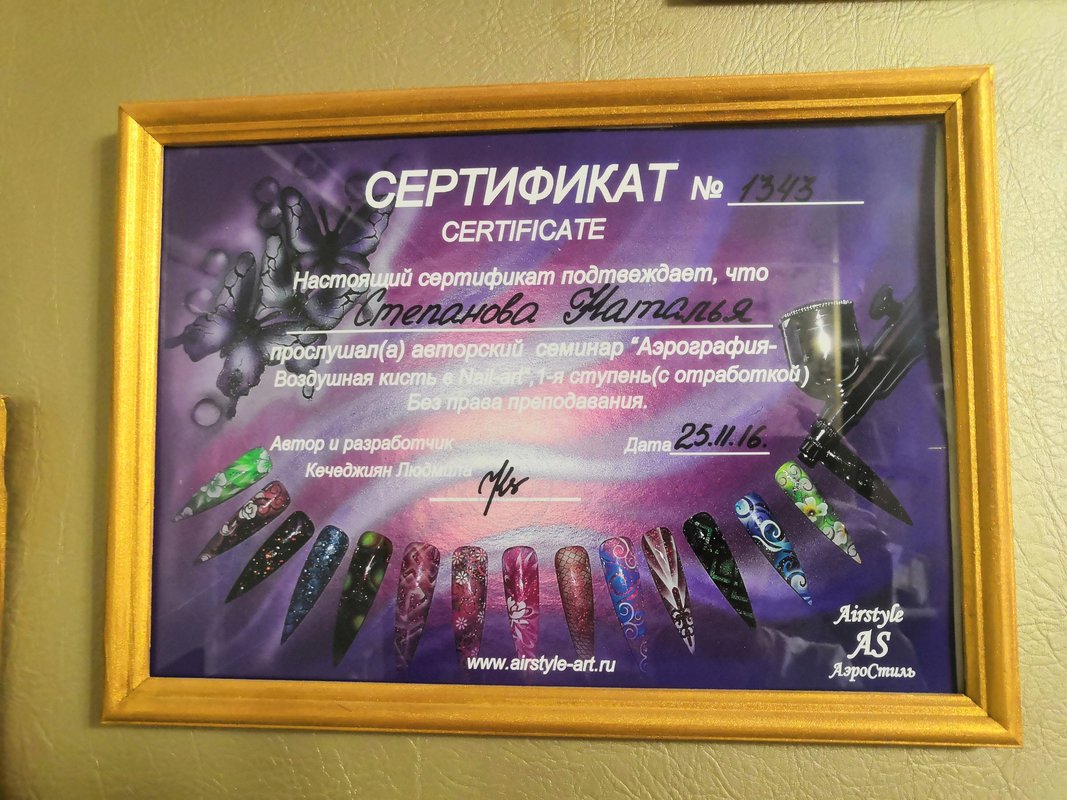 СЕРТИФИКАТ № 1343
CERTIFICATE
Настоящий сертификат подтвеждает, что
Степанова Наталья
прослушал(а) авторский семинар "Аэрография-
Воздушная кисть в Nail-art",1-я ступень(с отработкой)
Без права преподавания.
Автор и разработчик
Кечеджиян Людмила
Дата 25.11.16.
www.airstyle-art.ru
Airstyle
AS
АэроСтиль